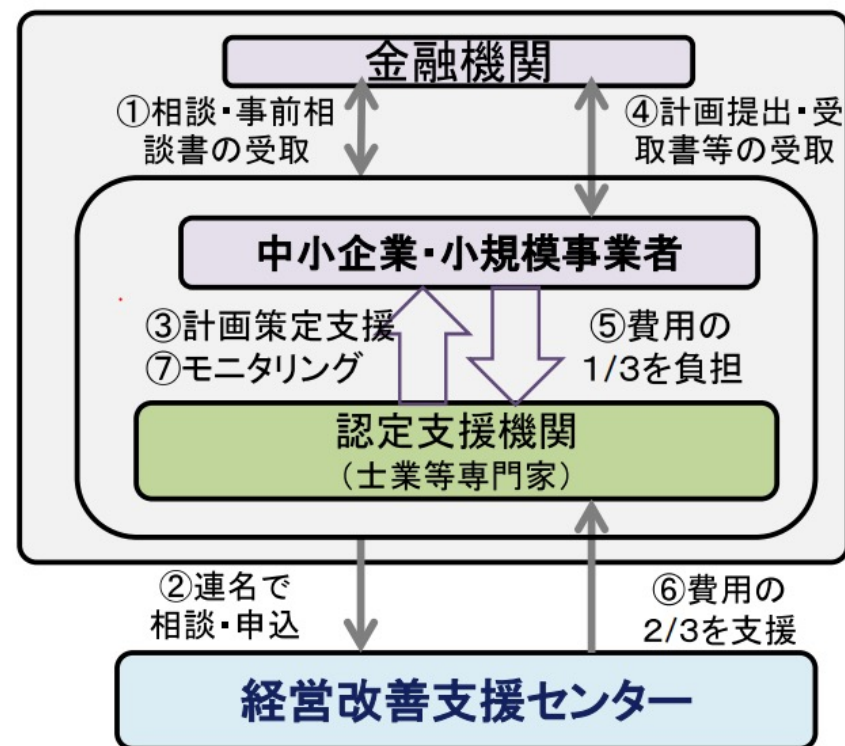 金融機関
①相談・事前相
談書の受取
④計画提出・受
取書等の受取
中小企業・小規模事業者
③計画策定支援
⑦モニタリング
⑤費用の
1/3を負担
認定支援機関
（士業等専門家）
②連名で
相談・申込
⑥費用の
2/3を支援
経営改善支援センター